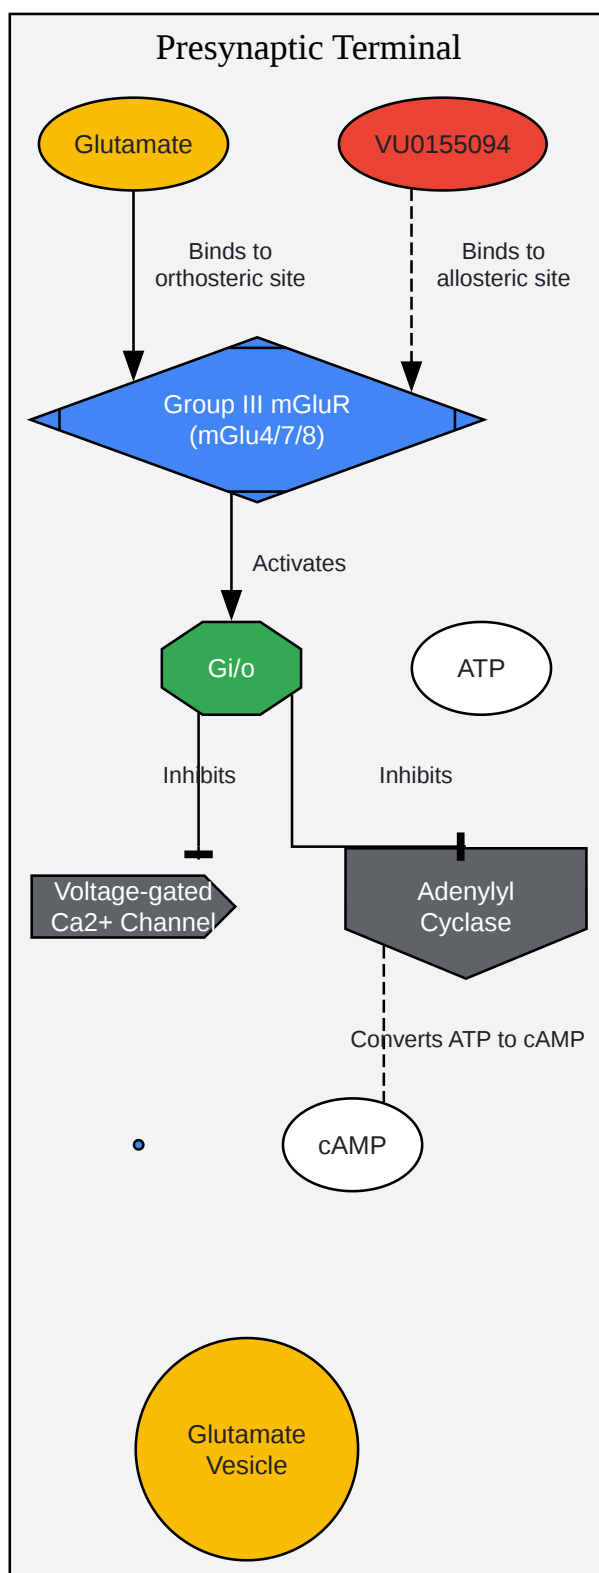 Presynaptic Terminal
Glutamate
VU0155094
Binds to
orthosteric site
Binds to
allosteric site
Group III mGluR
(mGlu4/7/8)
Activates
Gi/o
ATP
Inhibits
Inhibits
Voltage-gated
Ca2+ Channel
Adenylyl
Cyclase
Converts ATP to cAMP
cAMP
Glutamate
Vesicle